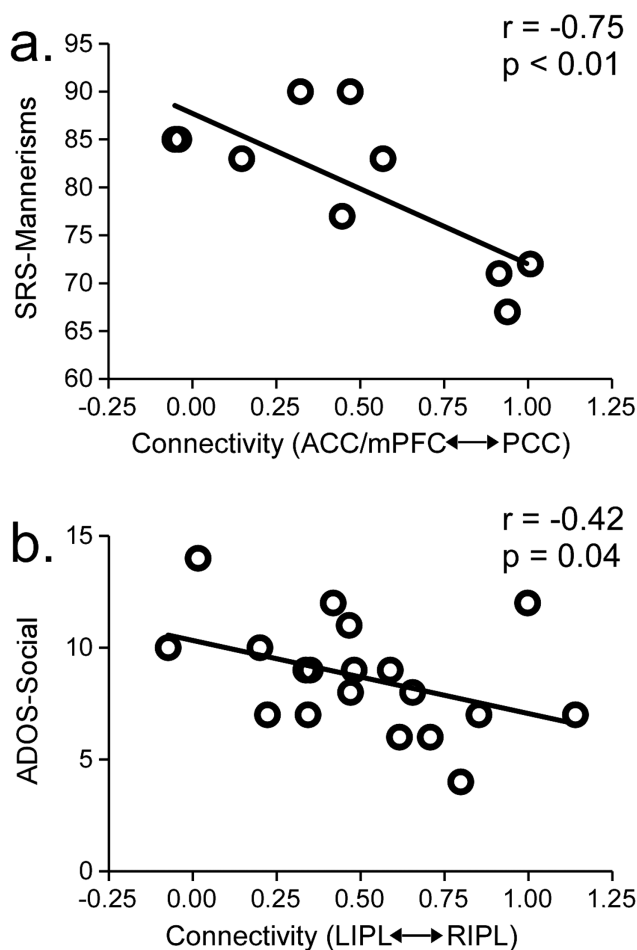 a.
r = -0.75
p < 0.01
SRS-Mannerisms
95
90
85
80
75
70
65
60
-0.25 0.00 0.25 0.50 0.75 1.00 1.25
Connectivity (ACC/mPFC↔PCC)
b.
r = -0.42
p = 0.04
ADOS-Social
15
10
5
0
-0.25 0.00 0.25 0.50 0.75 1.00 1.25
Connectivity (LIPL↔RIPL)